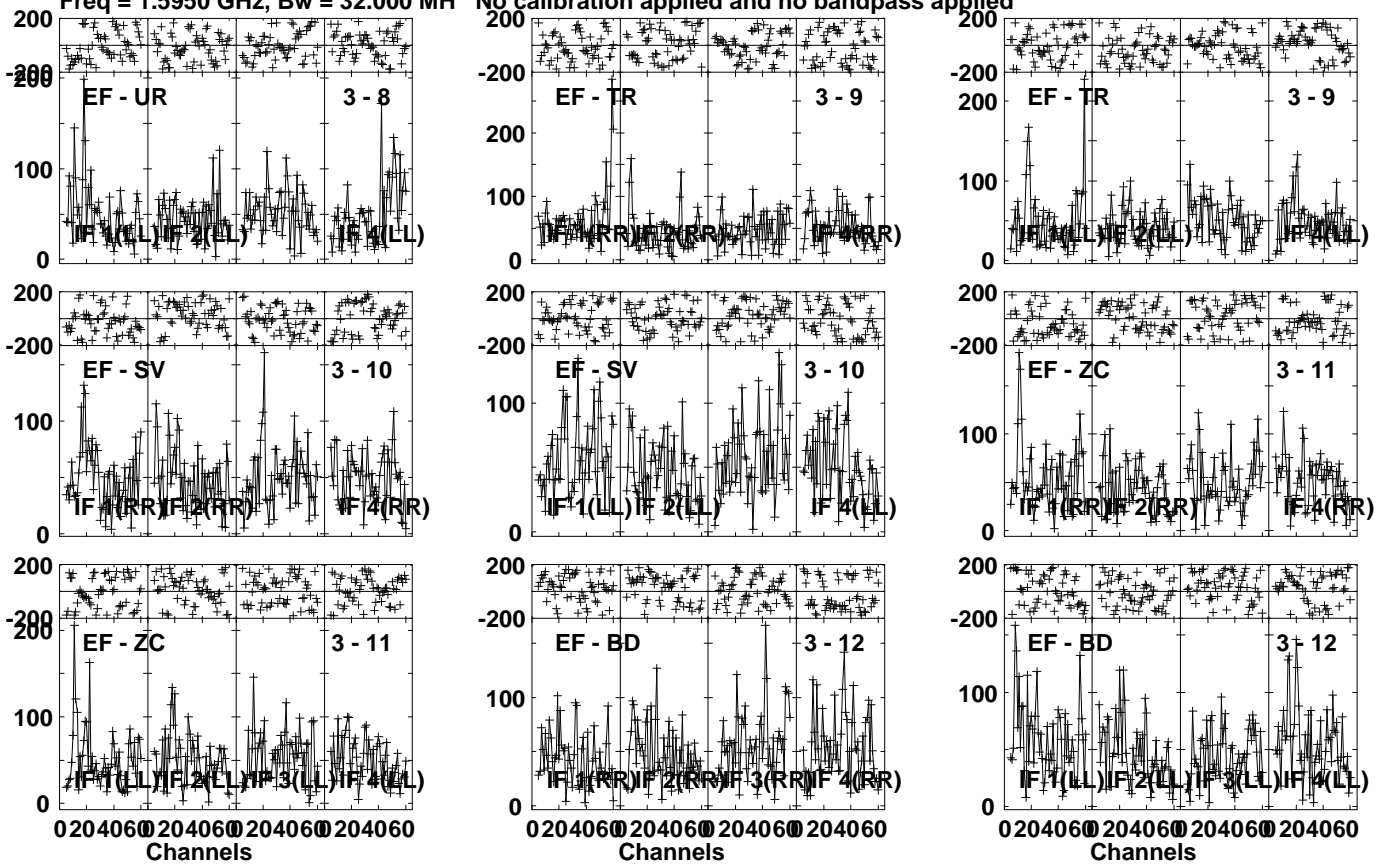 Freq = 1.5950 GHz, Bw = 32.000 MH No calibration applied and no bandpass applied
200
-200
200
100
0
EF - UR 3 - 8
IF 1(LL) IF 2(LL) IF 4(LL)
200
-200
200
100
0
EF - TR 3 - 9
IF 1(RR) IF 2(RR) IF 4(RR)
200
-200
200
100
0
EF - TR 3 - 9
IF 1(LL) IF 2(LL) IF 4(LL)
200
-200
100
0
EF - SV 3 - 10
IF 1(RR) IF 2(RR) IF 4(RR)
200
-200
100
0
EF - SV 3 - 10
IF 1(LL) IF 2(LL) IF 4(LL)
200
-200
100
0
EF - ZC 3 - 11
IF 1(RR) IF 2(RR) IF 4(RR)
200
-200
200
100
0
EF - ZC 3 - 11
IF 1(LL) IF 2(LL) IF 3(LL) IF 4(LL)
0 20 40 60 0 20 40 60 0 20 40 60 0 20 40 60
Channels
200
-200
100
0
EF - BD 3 - 12
IF 1(RR) IF 2(RR) IF 3(RR) IF 4(RR)
0 20 40 60 0 20 40 60 0 20 40 60 0 20 40 60
Channels
200
-200
100
0
EF - BD 3 - 12
IF 1(LL) IF 2(LL) IF 3(LL) IF 4(LL)
0 20 40 60 0 20 40 60 0 20 40 60 0 20 40 60
Channels